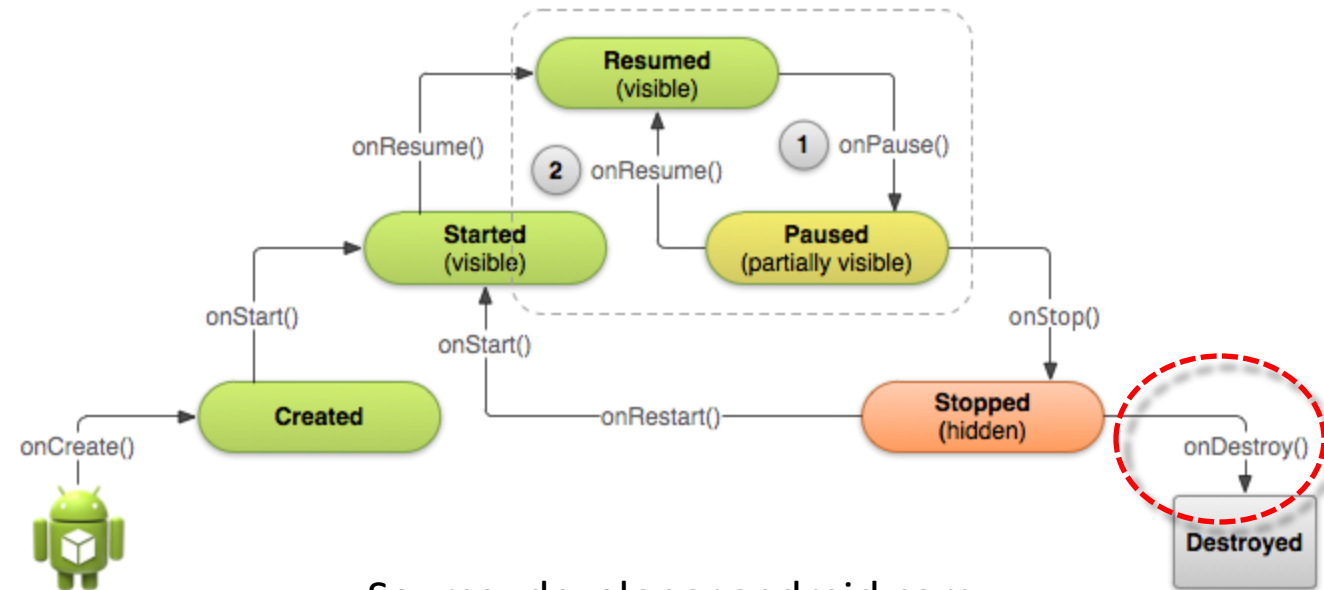 Resumed
(visible)
onResume()
1
onPause()
2
onResume()
Started
(visible)
Paused
(partially visible)
onStart()
onStop()
onStart()
Created
onRestart()
Stopped
(hidden)
onCreate()
onDestroy()
Destroyed